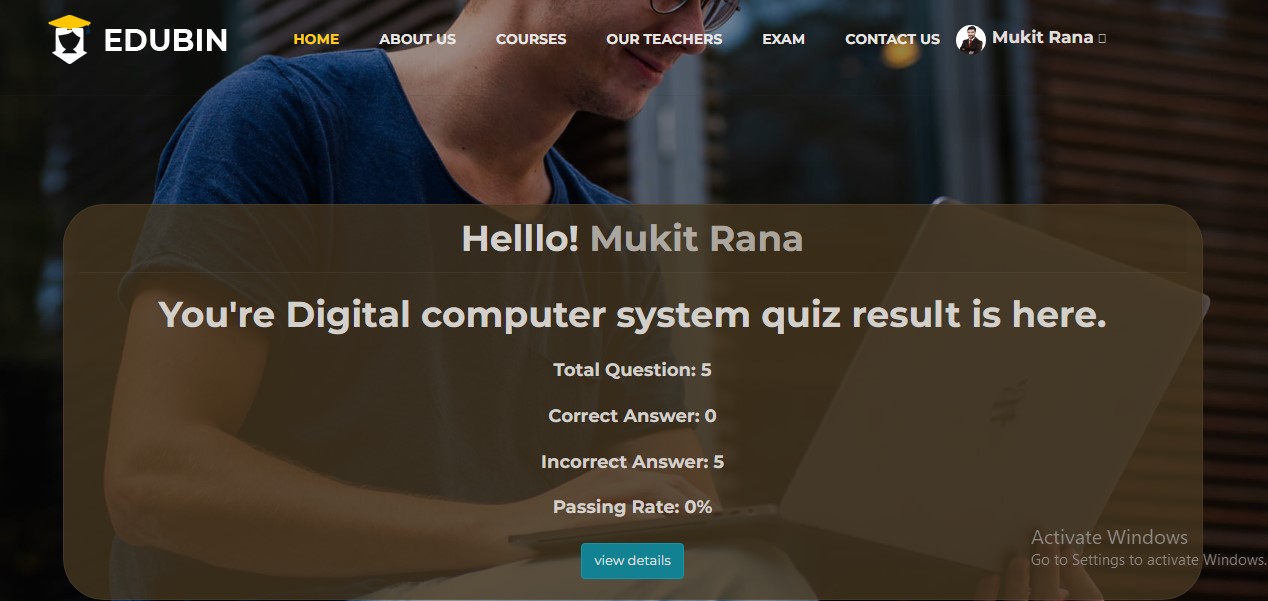 EDUBIN
HOME ABOUT US COURSES OUR TEACHERS EXAM CONTACT US Mukit Rana
Helllo! Mukit Rana
You're Digital computer system quiz result is here.
Total Question: 5
Correct Answer: 0
Incorrect Answer: 5
Passing Rate: 0%
view details
Activate Windows
Go to Settings to activate Windows.